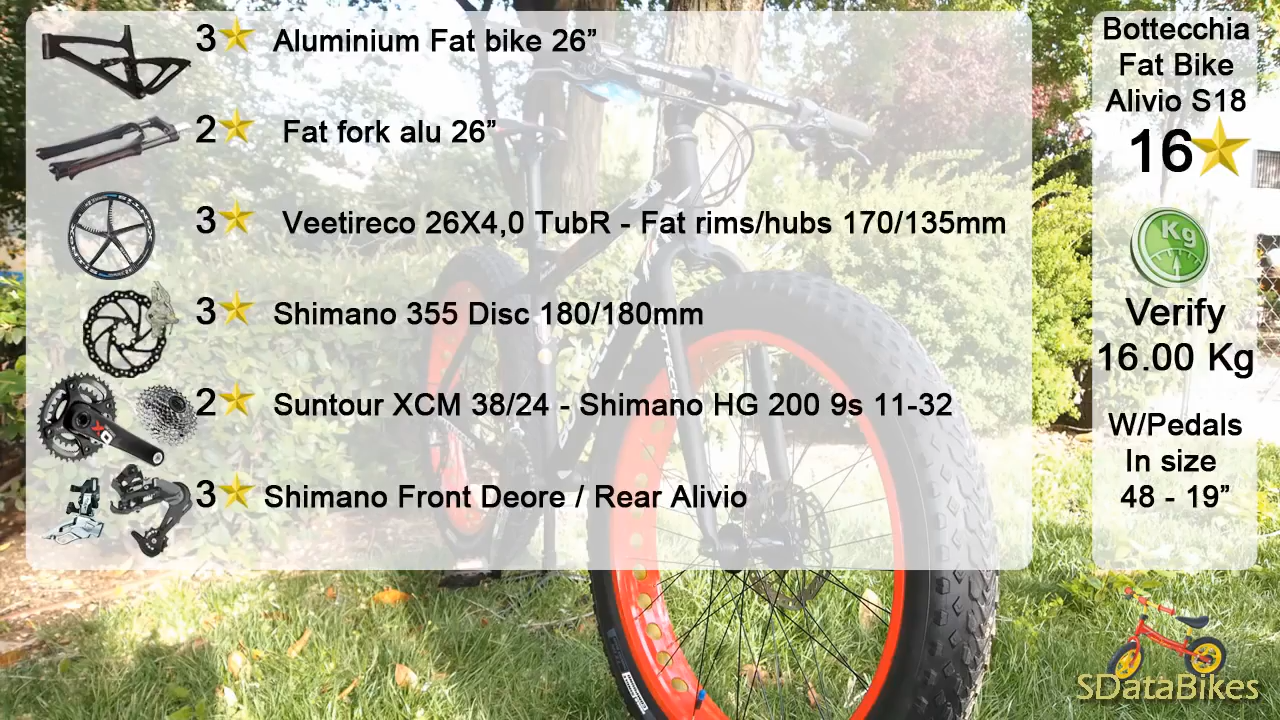 3 Aluminium Fat bike 26”
2 Fat fork alu 26”
3 Veetireco 26X4,0 TubR - Fat rims/hubs 170/135mm
3 Shimano 355 Disc 180/180mm
2 Suntour XCM 38/24 - Shimano HG 200 9s 11-32
3 Shimano Front Deore / Rear Alivio
Bottecchia
Fat Bike
Alivio S18
16
Kg
Verify
16.00 Kg
W/Pedals
In size
48 - 19”
SDataBikes